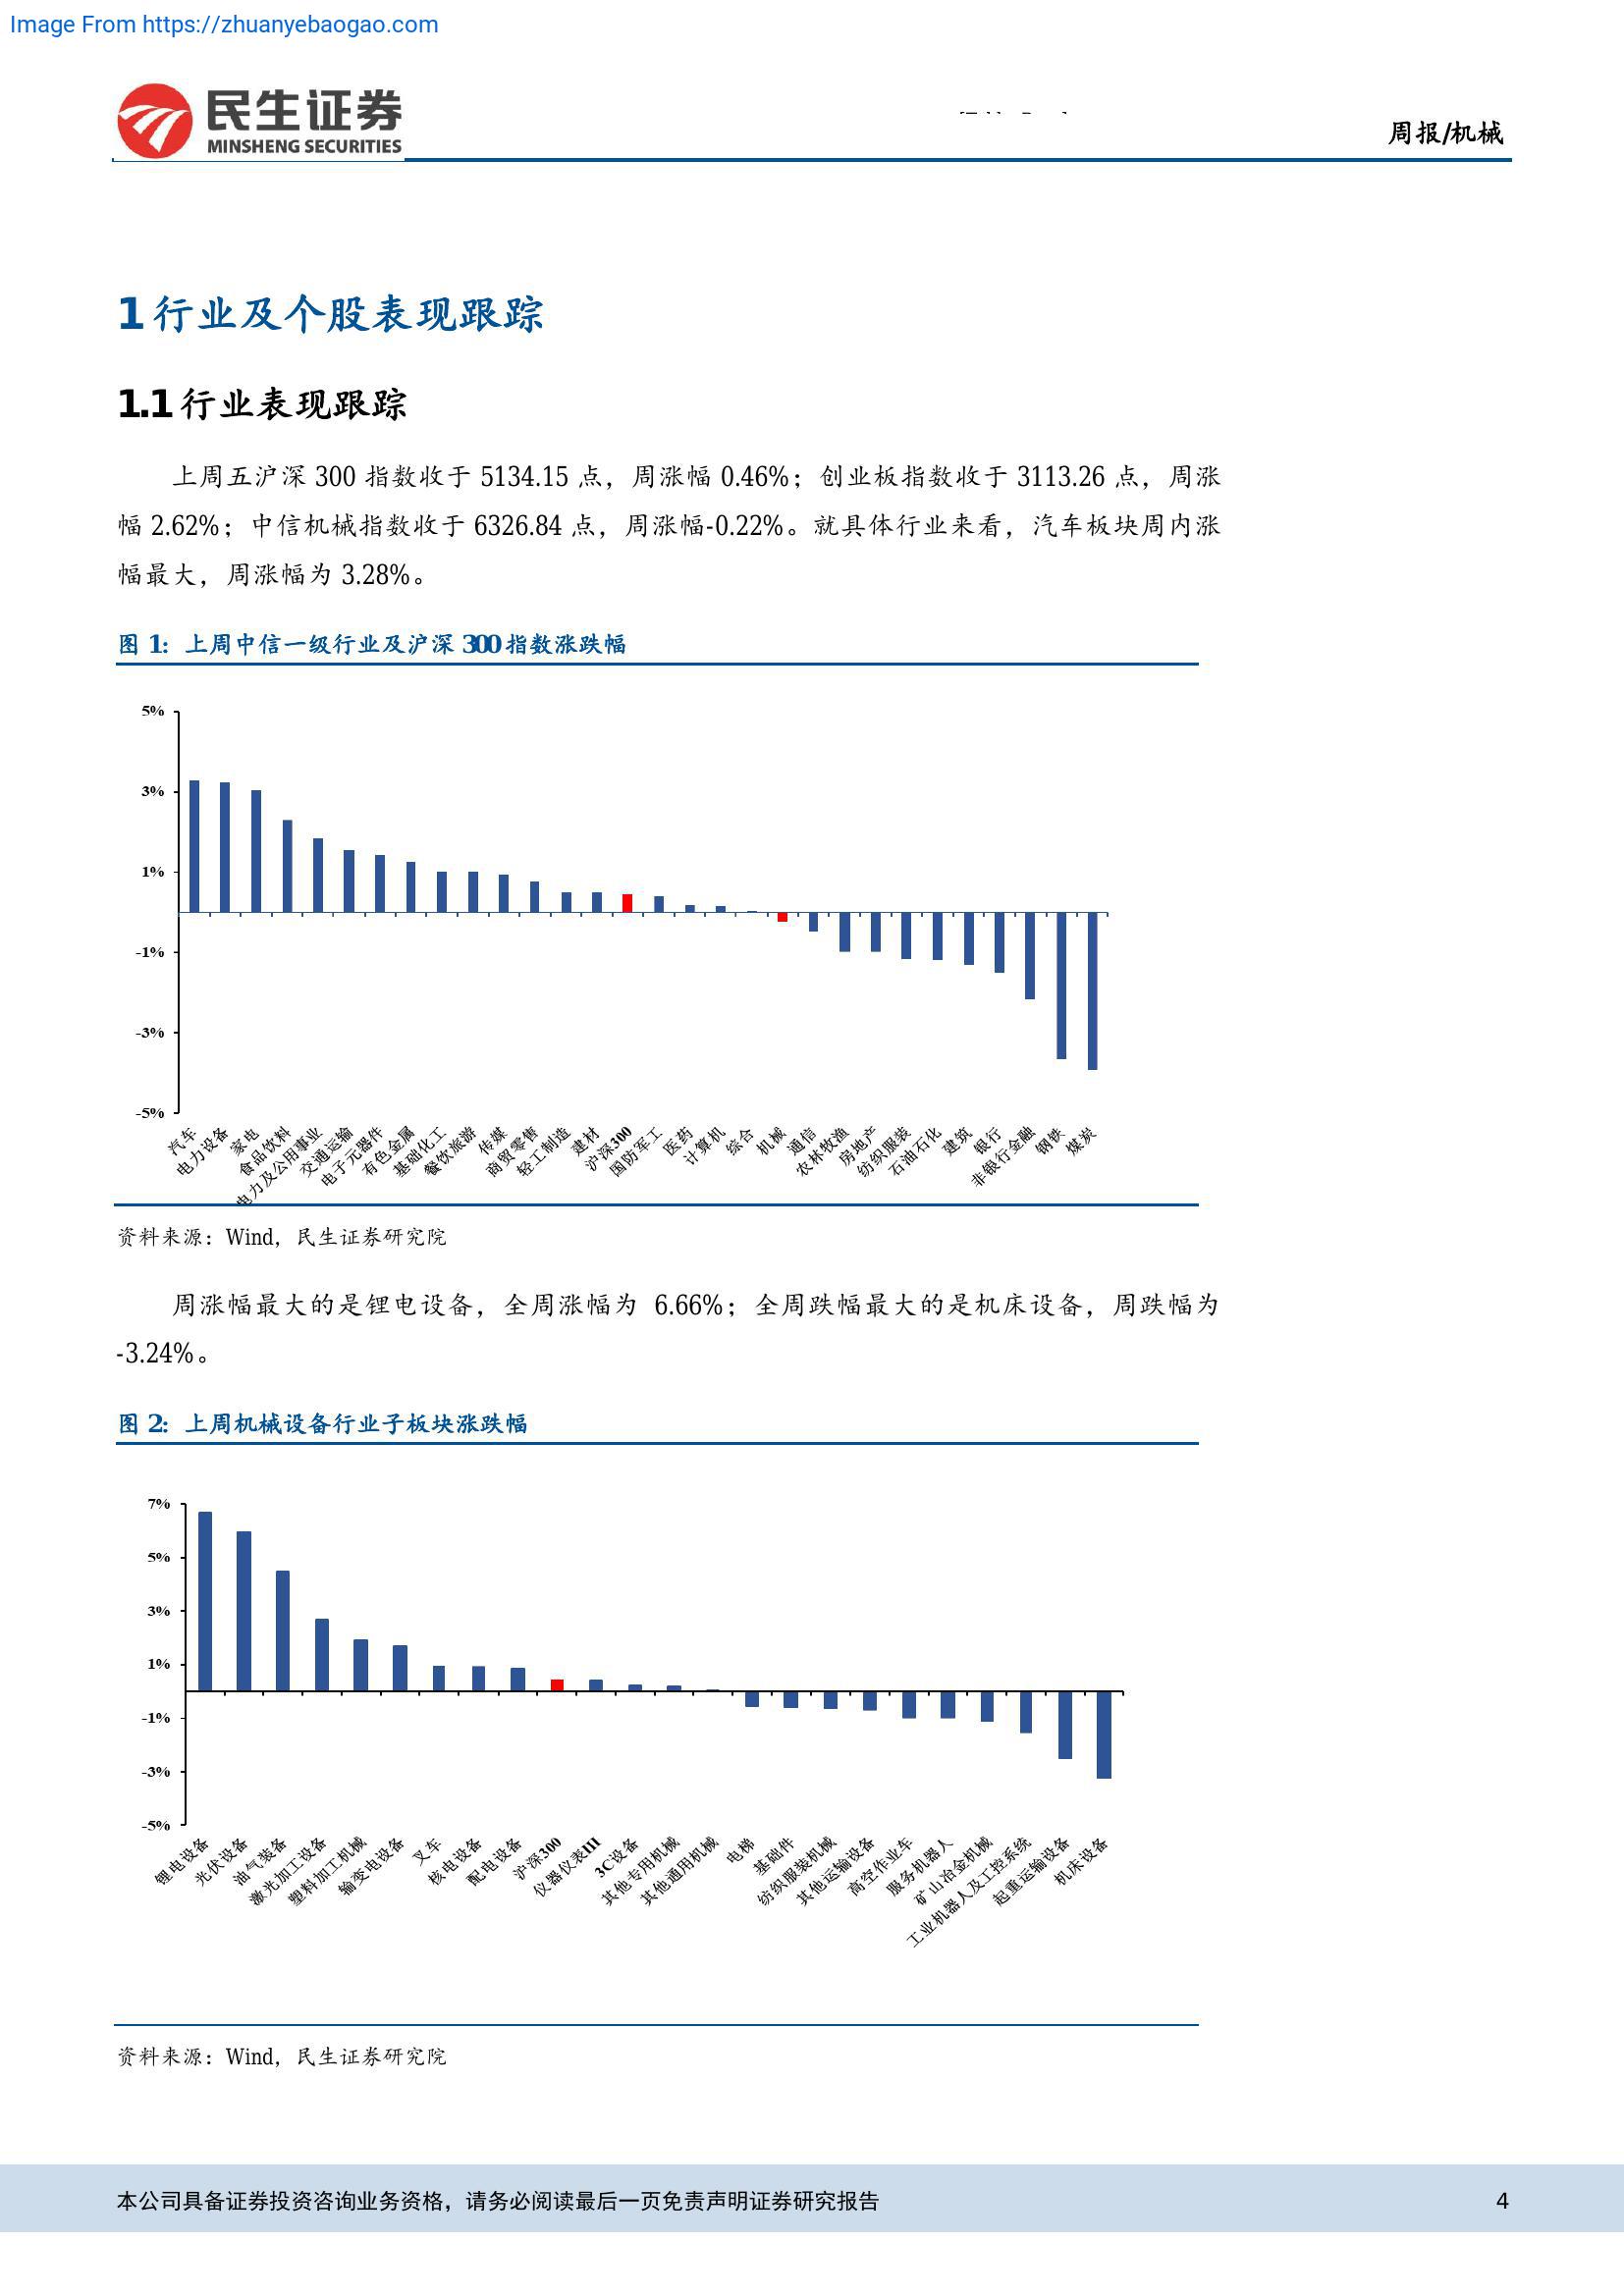 Image From https://zhuanyebaogao.com
民生证券
MINSHENG SECURITIES
周报/机械
1 行业及个股表现跟踪
1.1 行业表现跟踪
上周五沪深 300 指数收于 5134.15 点，周涨幅 0.46%；创业板指数收于 3113.26 点，周涨
幅 2.62%；中信机械指数收于 6326.84 点，周涨幅-0.22%。就具体行业来看，汽车板块周内涨
幅最大，周涨幅为 3.28%。
图 1：上周中信一级行业及沪深 300 指数涨跌幅
5%
3%
1%
-1%
-3%
-5%
汽车
电力设备
家电
食品饮料
电力及公用事业
交通运输
电子元器件
有色金属
基础化工
餐饮旅游
传媒
商贸零售
轻工制造
建材
沪深300
国防军工
医药
计算机
综合
机械
通信
农林牧渔
房地产
纺织服装
石油石化
建筑
银行
非银行金融
钢铁
煤炭
资料来源：Wind，民生证券研究院
周涨幅最大的是锂电设备，全周涨幅为 6.66%；全周跌幅最大的是机床设备，周跌幅为
-3.24%。
图 2：上周机械设备行业子板块涨跌幅
7%
5%
3%
1%
-1%
-3%
-5%
锂电设备
光伏设备
油气装备
激光加工设备
塑料加工机械
输变电设备
叉车
核电设备
配电设备
沪深300
仪器仪表III
3C设备
其他专用机械
其他通用机械
电梯
基础件
纺织服装机械
其他运输设备
高空作业车
服务机器人
矿山冶金机械
工业机器人及工控系统
起重运输设备
机床设备
资料来源：Wind，民生证券研究院
本公司具备证券投资咨询业务资格，请务必阅读最后一页免责声明证券研究报告
4